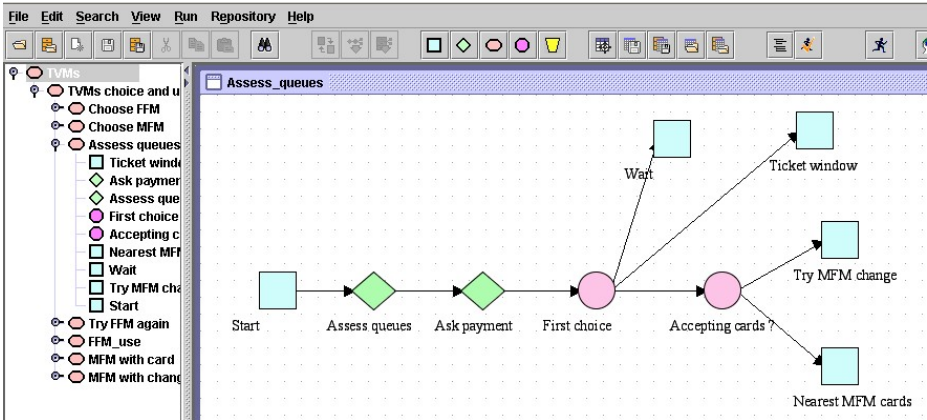 File Edit Search View Run Repository Help
TVMs
TVMs choice and u
Choose FFM
Choose MFM
Assess queues
Ticket windo
Ask paymen
Assess que
First choice
Accepting c
Nearest MFM
Wait
Try MFM cha
Start
Try FFM again
FFM_use
MFM with card
MFM with chang
Assess_queues
Wait
Ticket window
Try MFM change
Start
Assess queues
Ask payment
First choice
Accepting cards ?
Nearest MFM cards